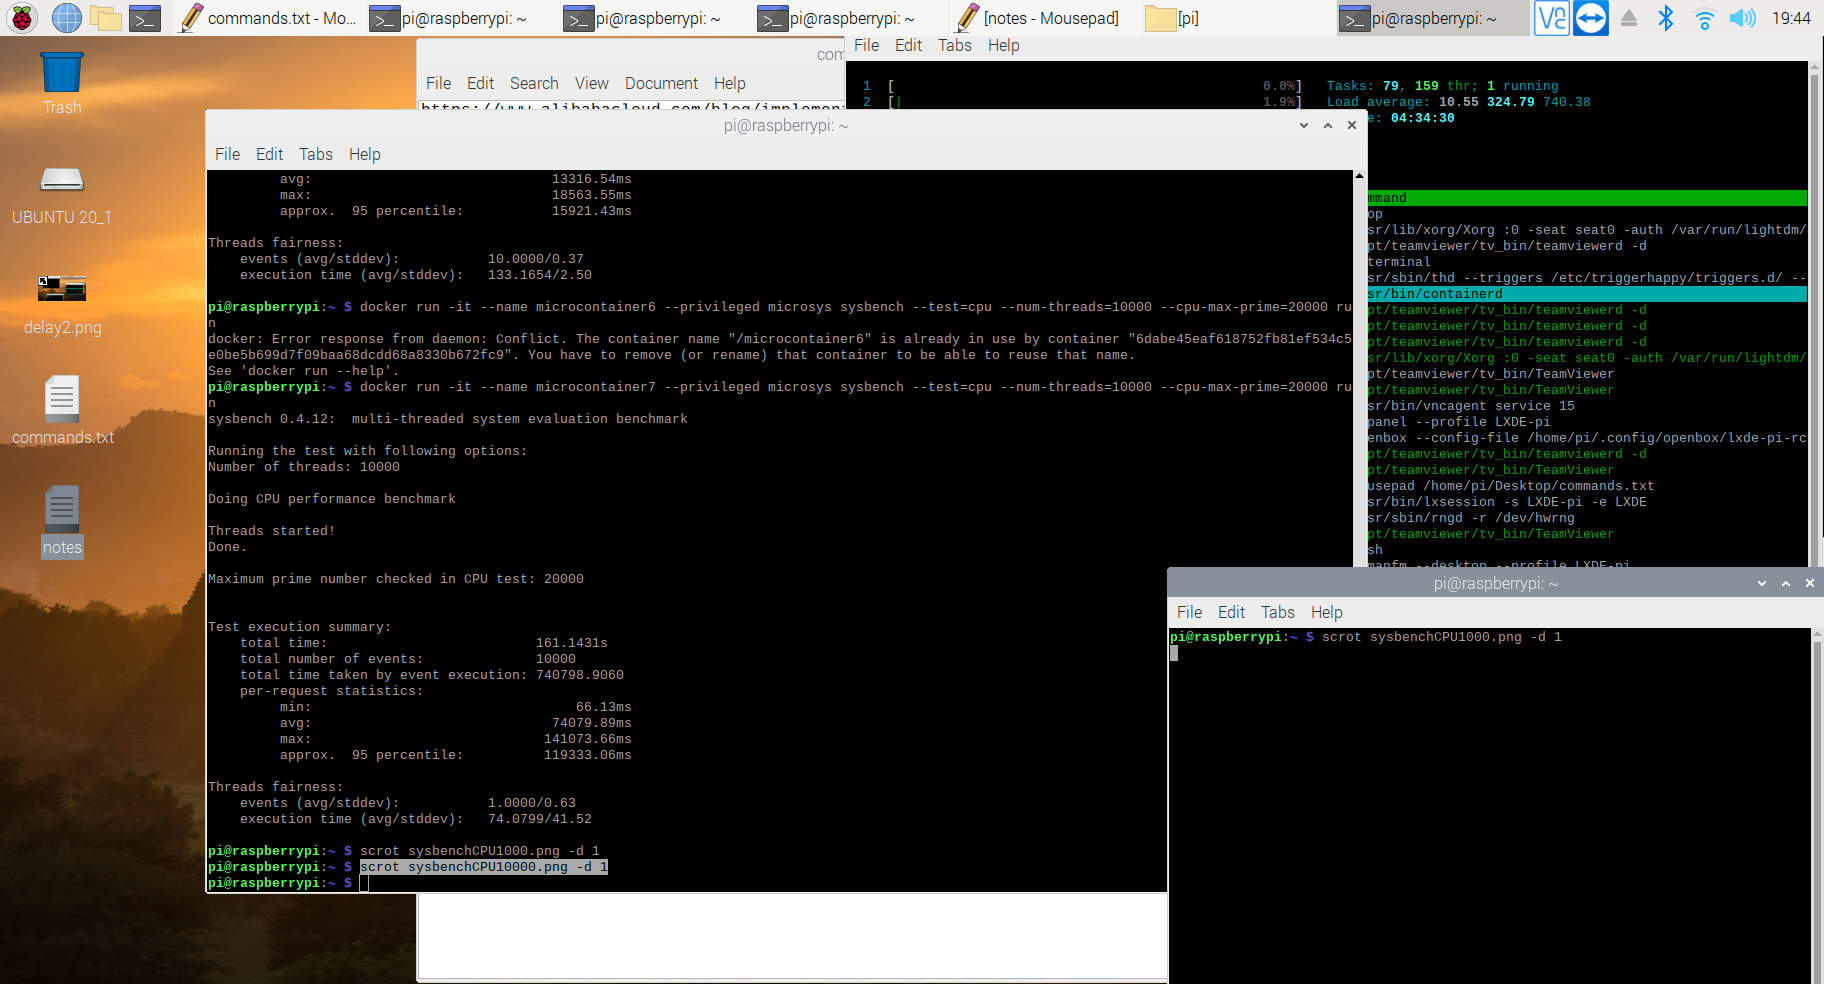 commands.txt - Mo...
pi@raspberrypi: ~
pi@raspberrypi: ~
pi@raspberrypi: ~
[notes - Mousepad]
[pi]
pi@raspberrypi: ~
19:44
Trash
UBUNTU 20_1
delay2.png
commands.txt
notes
File Edit Search View Document Help
File Edit Tabs Help
1 [ 0.0%] Tasks: 79, 159 thr; 1 running
2 [| 1.9%] Load average: 10.55 324.79 740.38
e: 04:34:30
mmand
op
sr/lib/xorg/Xorg :0 -seat seat0 -auth /var/run/lightdm/
pt/teamviewer/tv_bin/teamviewerd -d
terminal
sr/sbin/thd --triggers /etc/triggerhappy/triggers.d/ --
sr/bin/containerd
pt/teamviewer/tv_bin/teamviewerd -d
pt/teamviewer/tv_bin/teamviewerd -d
pt/teamviewer/tv_bin/teamviewerd -d
sr/lib/xorg/Xorg :0 -seat seat0 -auth /var/run/lightdm/
pt/teamviewer/tv_bin/TeamViewer
pt/teamviewer/tv_bin/TeamViewer
sr/bin/vncagent service 15
panel --profile LXDE-pi
enbox --config-file /home/pi/.config/openbox/lxde-pi-rc
pt/teamviewer/tv_bin/teamviewerd -d
pt/teamviewer/tv_bin/TeamViewer
usepad /home/pi/Desktop/commands.txt
sr/bin/lxsession -s LXDE-pi -e LXDE
sr/sbin/rngd -r /dev/hwrng
pt/teamviewer/tv_bin/TeamViewer
sh
manfm --desktop --profile LXDE-pi
pi@raspberrypi: ~
File Edit Tabs Help
avg: 13316.54ms
max: 18563.55ms
approx. 95 percentile: 15921.43ms
Threads fairness:
events (avg/stddev): 10.0000/0.37
execution time (avg/stddev): 133.1654/2.50
pi@raspberrypi:~ $ docker run -it --name microcontainer6 --privileged microsys sysbench --test=cpu --num-threads=10000 --cpu-max-prime=20000 ru
n
docker: Error response from daemon: Conflict. The container name "/microcontainer6" is already in use by container "6dabe45eaf618752fb81ef534c5
e0be5b699d7f09baa68dcdd68a8330b672fc9". You have to remove (or rename) that container to be able to reuse that name.
See 'docker run --help'.
pi@raspberrypi:~ $ docker run -it --name microcontainer7 --privileged microsys sysbench --test=cpu --num-threads=10000 --cpu-max-prime=20000 ru
n
sysbench 0.4.12: multi-threaded system evaluation benchmark
Running the test with following options:
Number of threads: 10000
Doing CPU performance benchmark
Threads started!
Done.
Maximum prime number checked in CPU test: 20000
Test execution summary:
total time: 161.1431s
total number of events: 10000
total time taken by event execution: 740798.9060
per-request statistics:
min: 66.13ms
avg: 74079.89ms
max: 141073.66ms
approx. 95 percentile: 119333.06ms
Threads fairness:
events (avg/stddev): 1.0000/0.63
execution time (avg/stddev): 74.0799/41.52
pi@raspberrypi:~ $ scrot sysbenchCPU1000.png -d 1
pi@raspberrypi:~ $ scrot sysbenchCPU10000.png -d 1
pi@raspberrypi:~ $
pi@raspberrypi: ~
File Edit Tabs Help
pi@raspberrypi:~ $ scrot sysbenchCPU1000.png -d 1